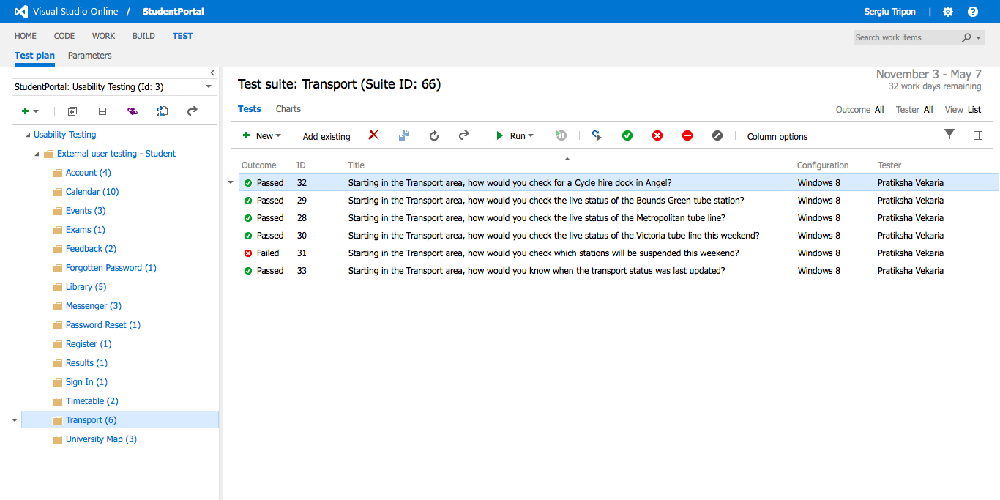 Visual Studio Online / StudentPortal Sergiu Tripon |
HOME CODE WORK BUILD TEST Search work items
Test plan Parameters
StudentPortal: Usability Testing (Id: 3)
Usability Testing
External user testing - Student
Account (4)
Calendar (10)
Events (3)
Exams (1)
Feedback (2)
Forgotten Password (1)
Library (5)
Messenger (3)
Password Reset (1)
Register (1)
Results (1)
Sign In (1)
Timetable (2)
Transport (6)
University Map (3)
Test suite: Transport (Suite ID: 66)
November 3 - May 7
32 work days remaining
Tests Charts Outcome All Tester All View List
New Add existing Run Column options
Outcome ID Title Configuration Tester
Passed 32 Starting in the Transport area, how would you check for a Cycle hire dock in Angel? Windows 8 Pratiksha Vekaria
Passed 29 Starting in the Transport area, how would you check the live status of the Bounds Green tube station? Windows 8 Pratiksha Vekaria
Passed 28 Starting in the Transport area, how would you check the live status of the Metropolitan tube line? Windows 8 Pratiksha Vekaria
Passed 30 Starting in the Transport area, how would you check the live status of the Victoria tube line this weekend? Windows 8 Pratiksha Vekaria
Failed 31 Starting in the Transport area, how would you check which stations will be suspended this weekend? Windows 8 Pratiksha Vekaria
Passed 33 Starting in the Transport area, how would you know when the transport status was last updated? Windows 8 Pratiksha Vekaria